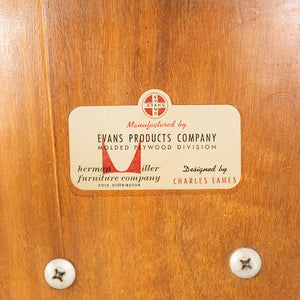 EVANS
Manufactured by
EVANS PRODUCTS COMPANY
MOLDED PLYWOOD DIVISION
herman miller
furniture company
SOLE DISTRIBUTOR
Designed by
CHARLES EAMES